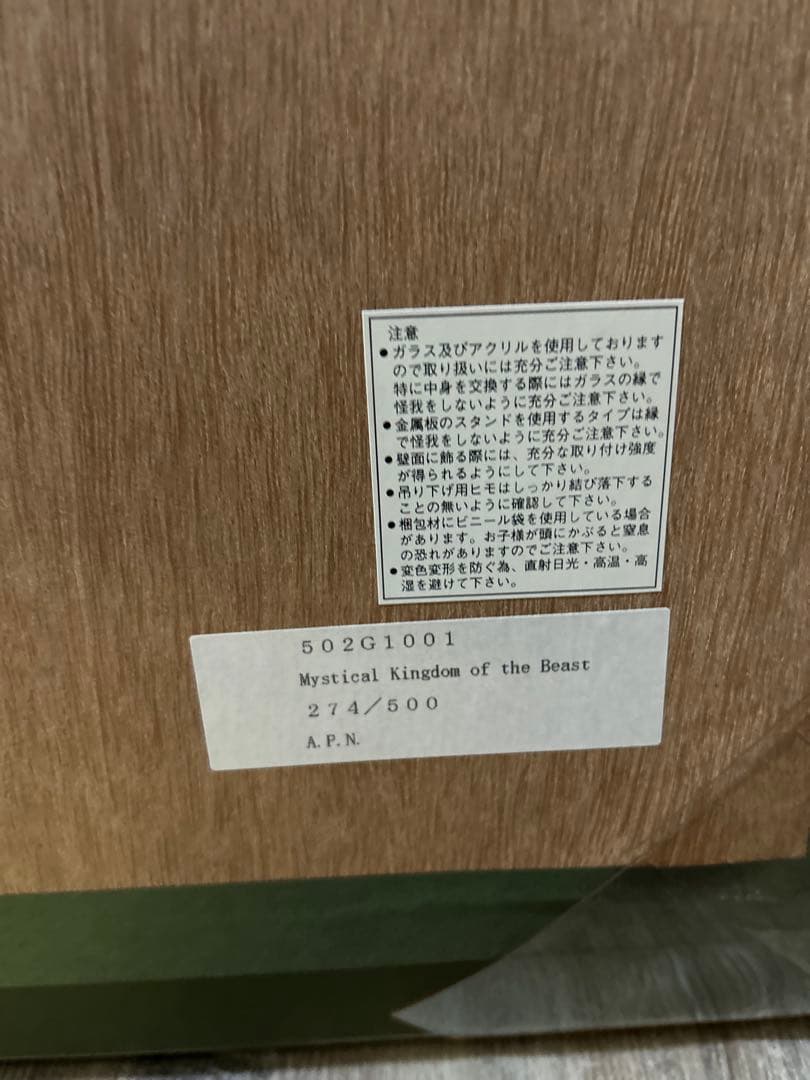 注意
●ガラス及びアクリルを使用しております
ので取り扱いには充分ご注意下さい。
特に中身を交換する際にはガラスの縁で
怪我をしないように充分ご注意下さい。
●金属板のスタンドを使用するタイプは縁
で怪我をしないように充分ご注意下さい。
●壁面に飾る際には、充分な取り付け強度
が得られるようにして下さい。
●吊り下げ用ヒモはしっかり結び落下する
ことの無いように確認して下さい。
●梱包材にビニール袋を使用している場合
があります。お子様が頭にかぶると窒息
の恐れがありますのでご注意下さい。
●変色変形を防ぐ為、直射日光・高温・高
湿を避けて下さい。
502G1001
Mystical Kingdom of the Beast
274/500
A.P.N.